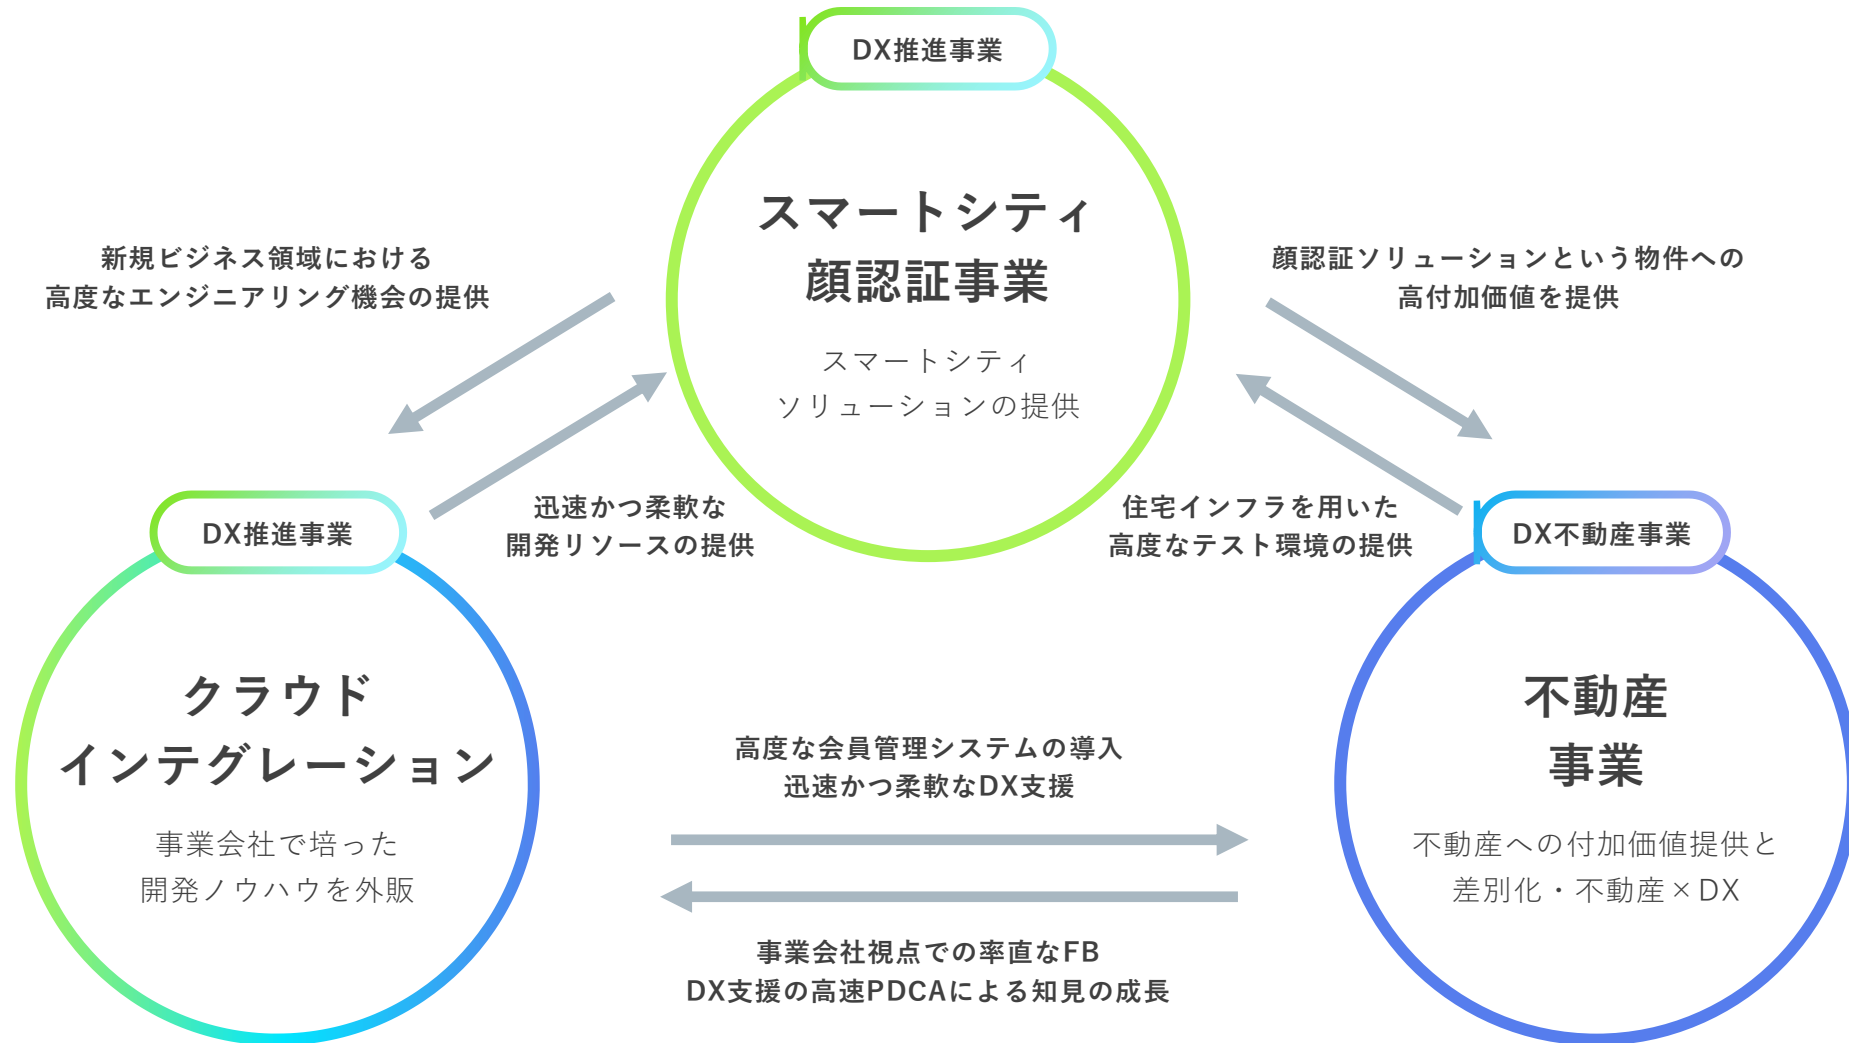 DX推進事業
スマートシティ
顔認証事業
スマートシティ
ソリューションの提供
新規ビジネス領域における
高度なエンジニアリング機会の提供
顔認証ソリューションという物件への
高付加価値を提供
迅速かつ柔軟な
開発リソースの提供
住宅インフラを用いた
高度なテスト環境の提供
DX推進事業
クラウド
インテグレーション
事業会社で培った
開発ノウハウを外販
高度な会員管理システムの導入
迅速かつ柔軟なDX支援
事業会社視点での率直なFB
DX支援の高速PDCAによる知見の成長
DX不動産事業
不動産
事業
不動産への付加価値提供と
差別化・不動産×DX